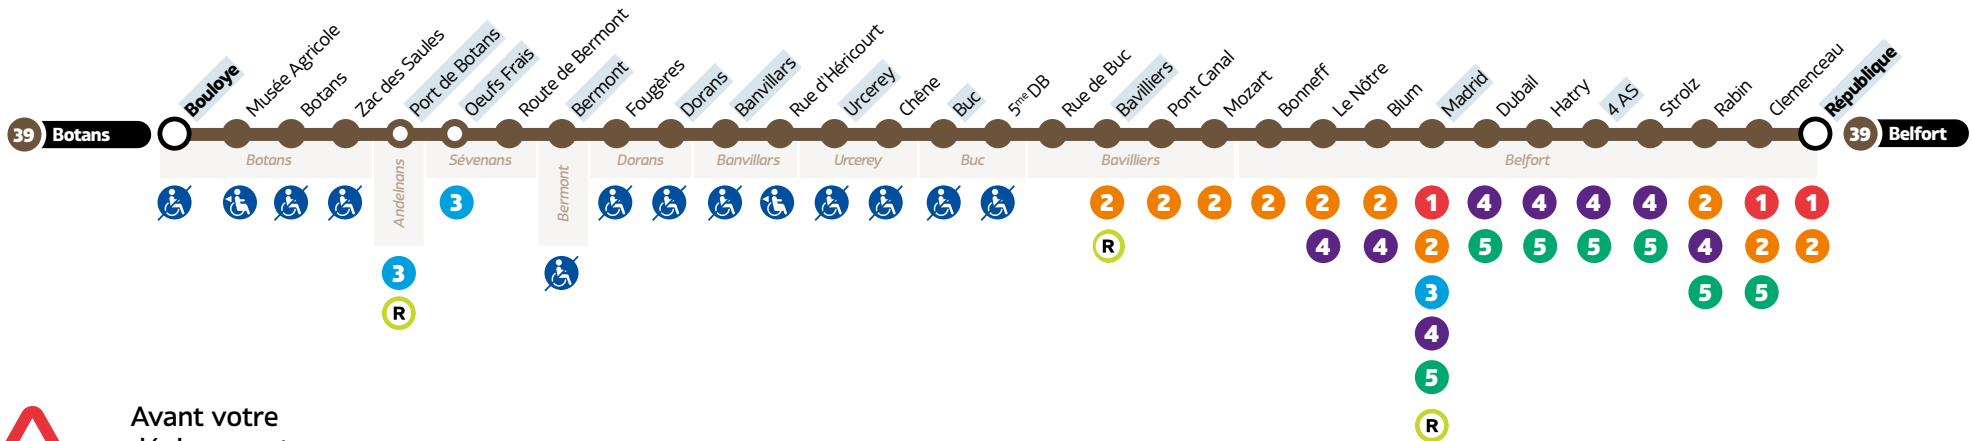 Bouloye
Musée Agricole
Botans
Zac des Saules
Port de Botans
Oeufs Frais
Route de Bermont
Bermont
Fougères
Dorans
Banvillars
Rue d'Héricourt
Urcerey
Chêne
Buc
5me DB
Rue de Buc
Bavilliers
Pont Canal
Mozart
Bonneff
Le Nôtre
Blum
Madrid
Dubail
Hatry
4 AS
Strolz
Rabin
Clemenceau
République
39 Botans
39 Belfort
Botans
Andelnans
Sévenans
Bermont
Dorans
Banvillars
Urcerey
Buc
Bavilliers
Belfort
3 2 2 2 2 2 2 1 4 4 4 4 2 1 1
R 4 4 2 5 5 5 5 4 2 2
3
R
3 5 5
4
5
R
Avant votre